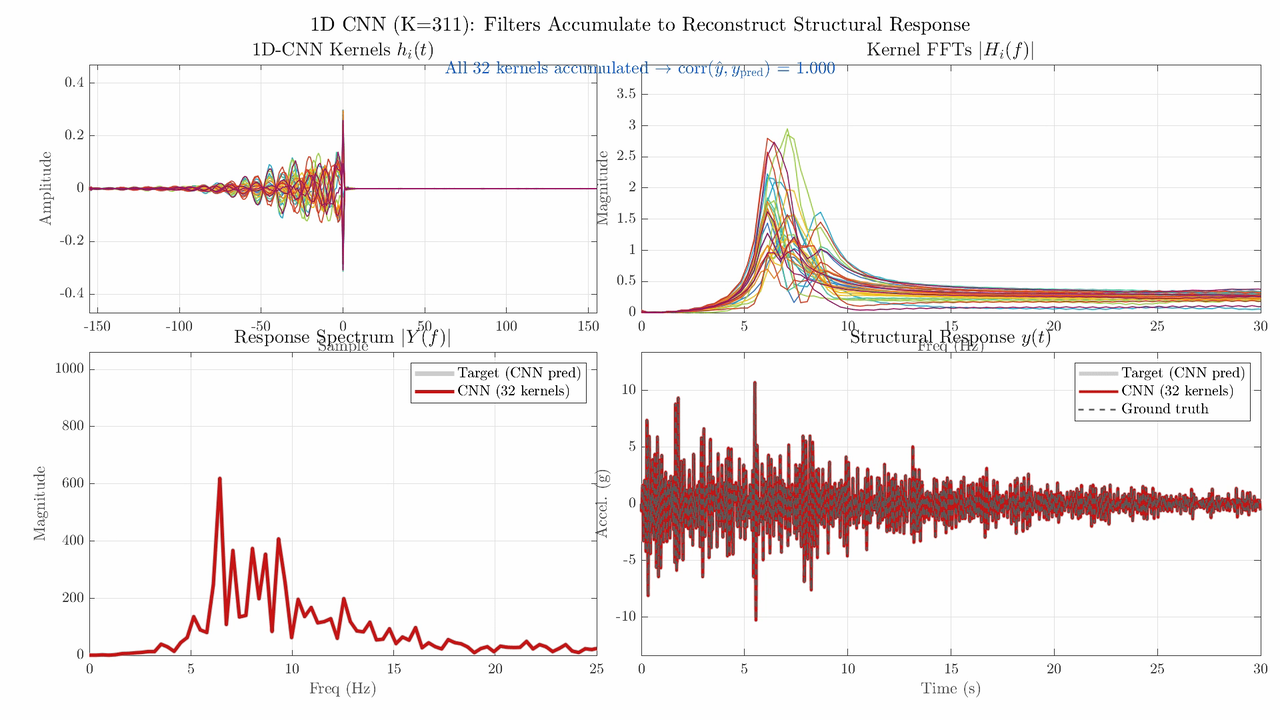 1D CNN (K=311): Filters Accumulate to Reconstruct Structural Response
1D-CNN Kernels h_i(t)
Kernel FFTs |H_i(f)|
All 32 kernels accumulated → corr(ŷ, y_pred) = 1.000
Amplitude
0.4
0.2
0
-0.2
-0.4
-150
-100
-50
0
50
100
150
Sample
Magnitude
3.5
3
2.5
2
1.5
1
0.5
0
0
5
10
15
20
25
30
Freq (Hz)
Response Spectrum |Y(f)|
Structural Response y(t)
Magnitude
1000
800
600
400
200
0
Target (CNN pred)
CNN (32 kernels)
0
5
10
15
20
25
Freq (Hz)
Accel. (g)
10
5
0
-5
-10
Target (CNN pred)
CNN (32 kernels)
Ground truth
0
5
10
15
20
25
30
Time (s)